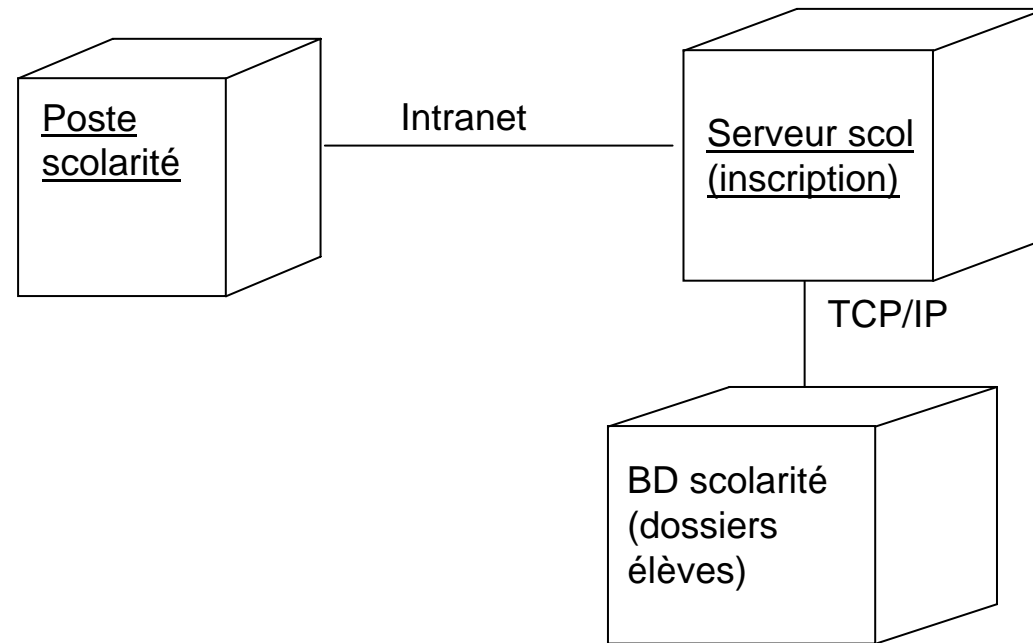 Poste
scolarité
Intranet
Serveur scol
(inscription)
TCP/IP
BD scolarité
(dossiers
élèves)